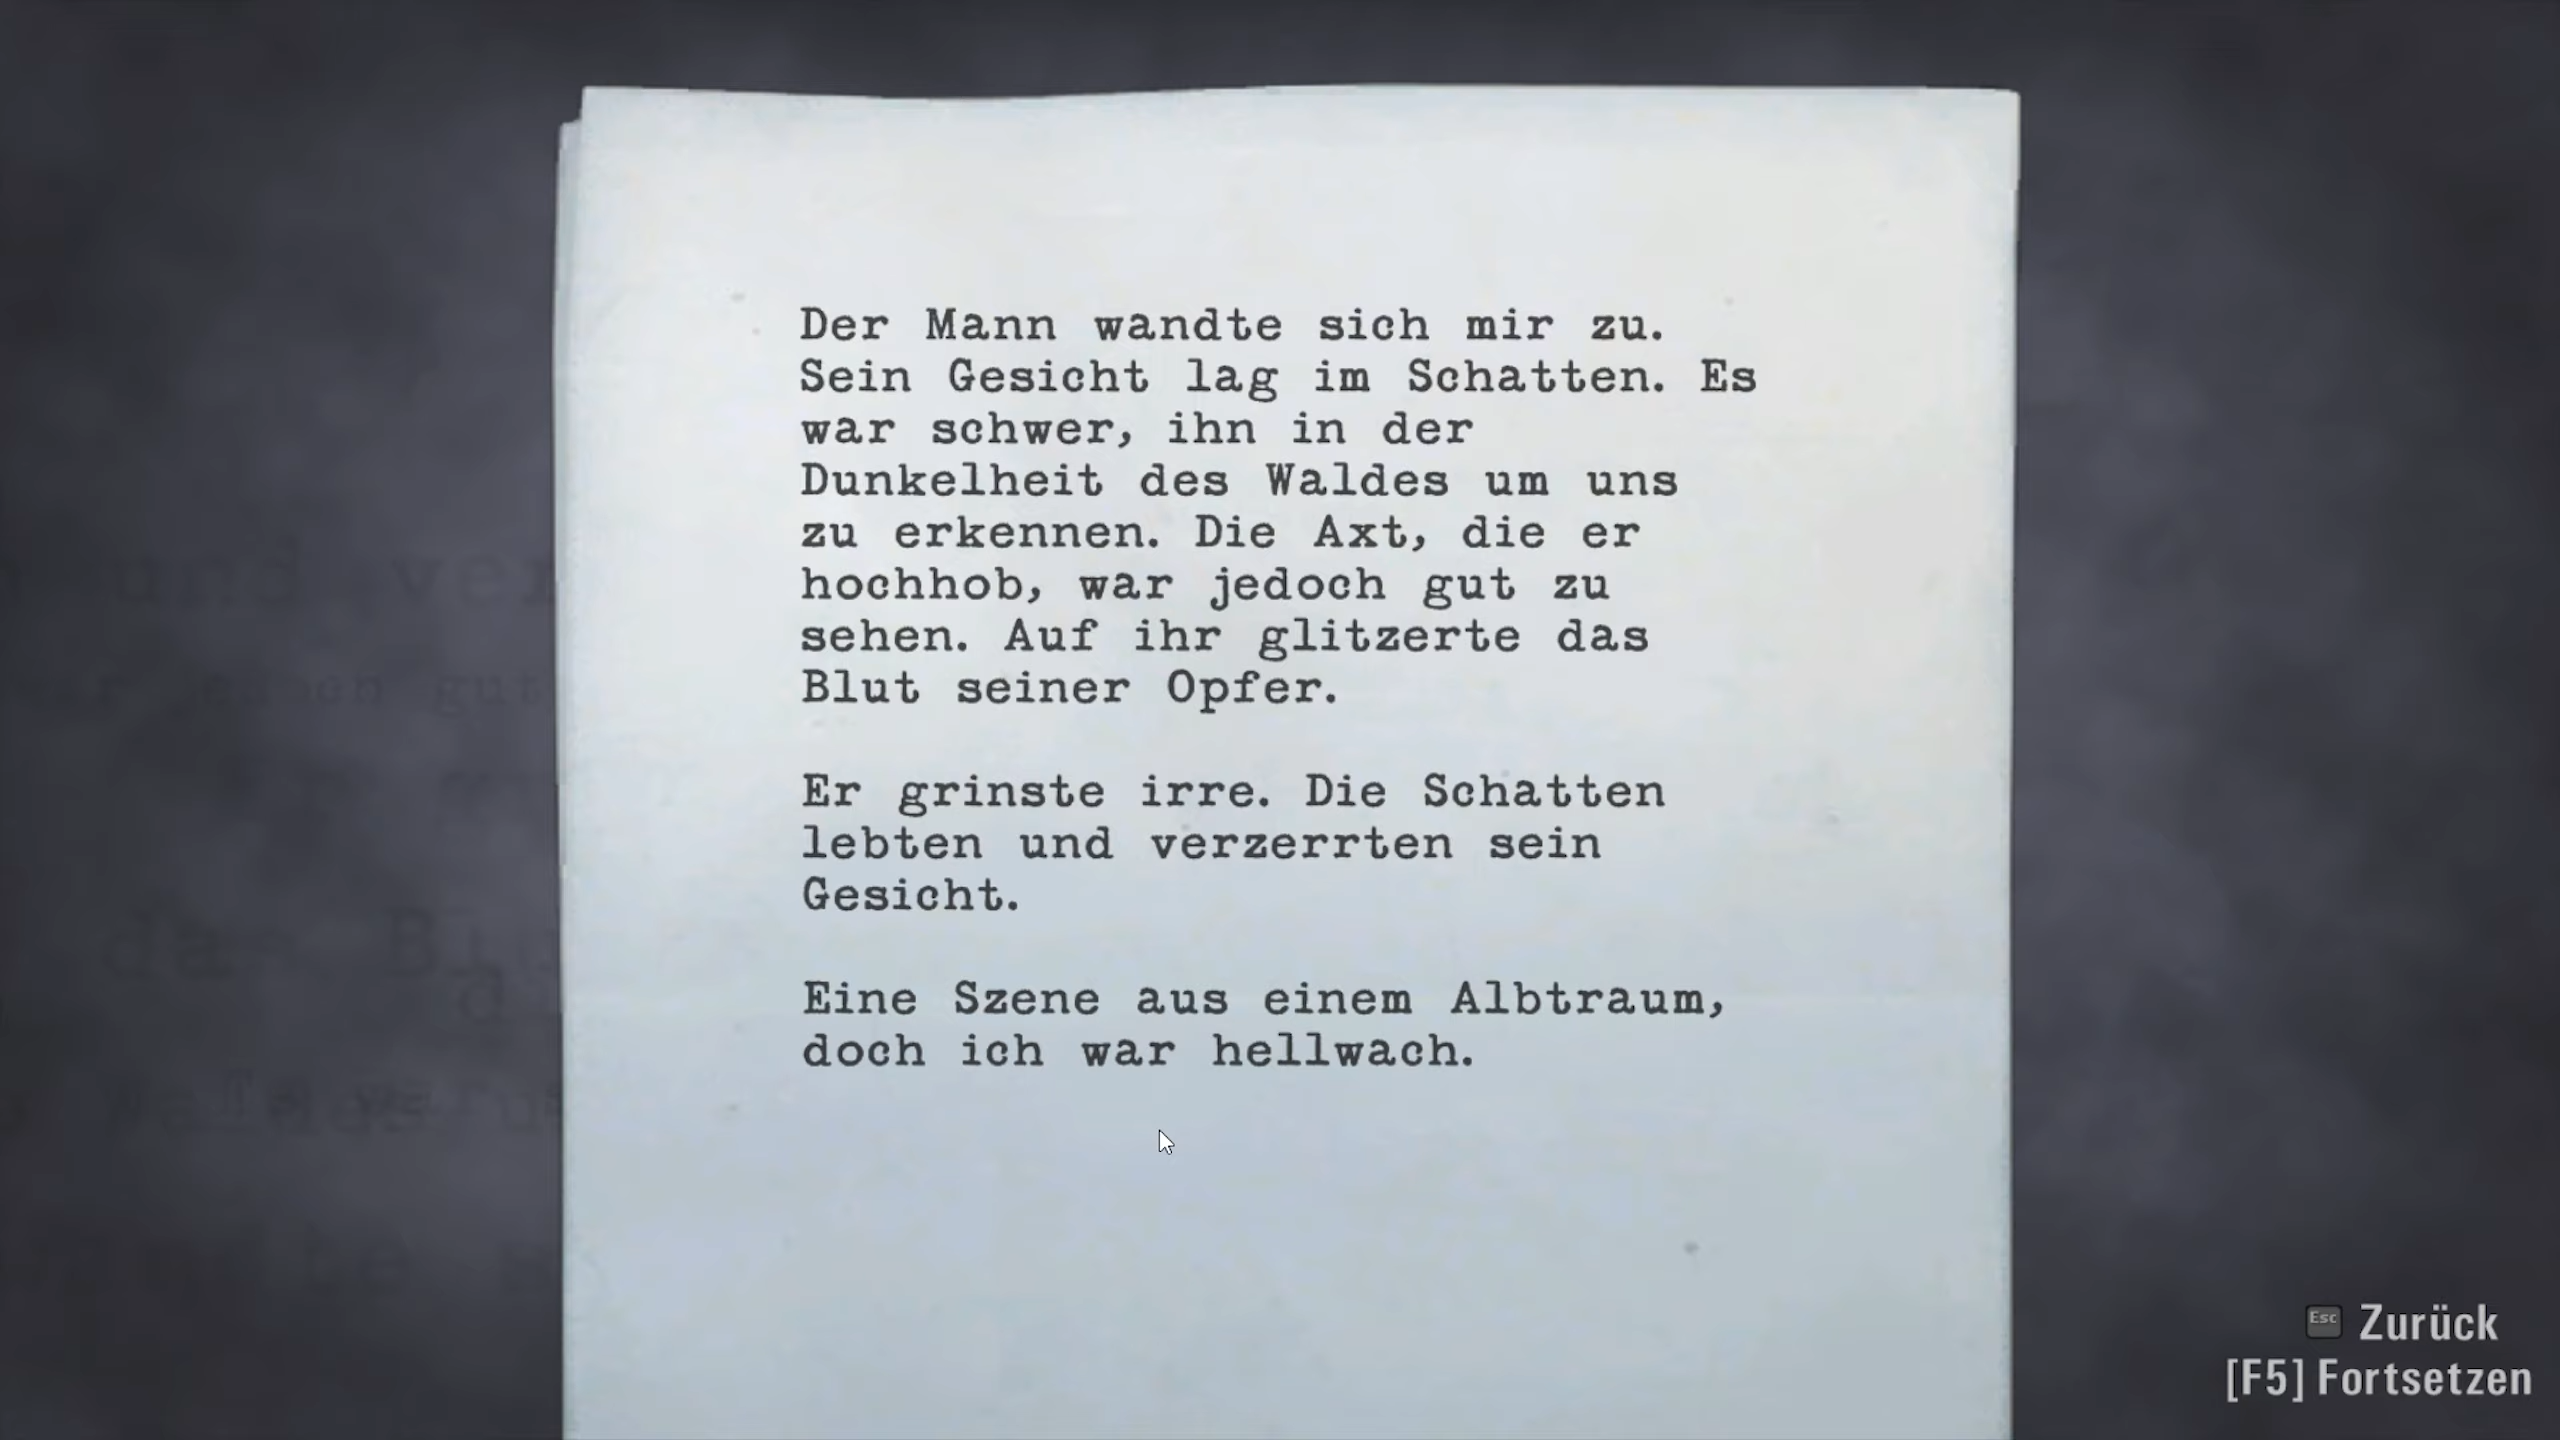 Der Mann wandte sich mir zu.
Sein Gesicht lag im Schatten. Es
war schwer, ihn in der
Dunkelheit des Waldes um uns
zu erkennen. Die Axt, die er
hochhob, war jedoch gut zu
sehen. Auf ihr glitzerte das
Blut seiner Opfer.
Er grinste irre. Die Schatten
lebten und verzerrten sein
Gesicht.
Eine Szene aus einem Albtraum,
doch ich war hellwach.
Esc Zurück
[F5] Fortsetzen